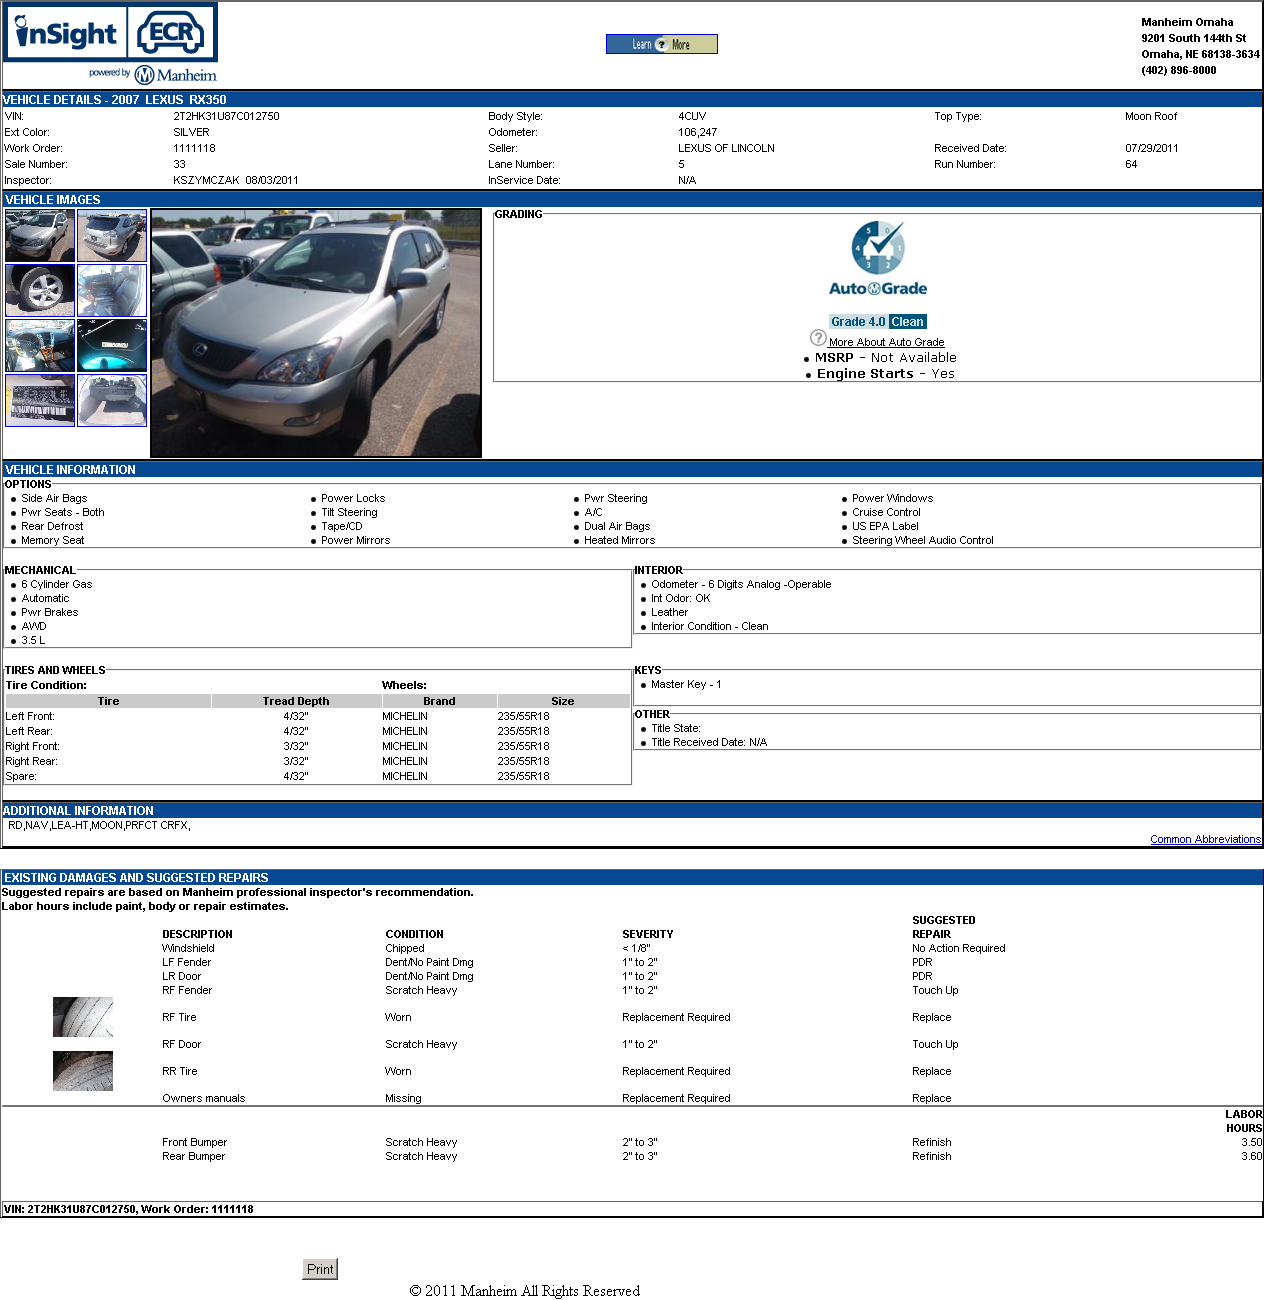 inSight ECR
powered by Manheim
Learn ? More
Manheim Omaha
9201 South 144th St
Omaha, NE 68138-3634
(402) 896-8000
VEHICLE DETAILS - 2007 LEXUS RX350
VIN: 2T2HK31U87C012750 Body Style: 4CUV Top Type: Moon Roof
Ext Color: SILVER Odometer: 106,247
Work Order: 1111118 Seller: LEXUS OF LINCOLN Received Date: 07/29/2011
Sale Number: 33 Lane Number: 5 Run Number: 64
Inspector: KSZYMCZAK 08/03/2011 InService Date: N/A
VEHICLE IMAGES
GRADING
5 0 4 1 3 2
AutoGrade
Grade 4.0 Clean
? More About Auto Grade
• MSRP - Not Available
• Engine Starts - Yes
VEHICLE INFORMATION
OPTIONS
• Side Air Bags • Power Locks • Pwr Steering • Power Windows
• Pwr Seats - Both • Tilt Steering • A/C • Cruise Control
• Rear Defrost • Tape/CD • Dual Air Bags • US EPA Label
• Memory Seat • Power Mirrors • Heated Mirrors • Steering Wheel Audio Control
MECHANICAL
• 6 Cylinder Gas
• Automatic
• Pwr Brakes
• AWD
• 3.5 L
INTERIOR
• Odometer - 6 Digits Analog -Operable
• Int Odor: OK
• Leather
• Interior Condition - Clean
TIRES AND WHEELS
Tire Condition: Wheels:
Tire Tread Depth Brand Size
Left Front: 4/32" MICHELIN 235/55R18
Left Rear: 4/32" MICHELIN 235/55R18
Right Front: 3/32" MICHELIN 235/55R18
Right Rear: 3/32" MICHELIN 235/55R18
Spare: 4/32" MICHELIN 235/55R18
KEYS
• Master Key - 1
OTHER
• Title State:
• Title Received Date: N/A
ADDITIONAL INFORMATION
RD,NAV,LEA-HT,MOON,PRFCT CRFX,
Common Abbreviations
EXISTING DAMAGES AND SUGGESTED REPAIRS
Suggested repairs are based on Manheim professional inspector's recommendation.
Labor hours include paint, body or repair estimates.
DESCRIPTION CONDITION SEVERITY SUGGESTED REPAIR
Windshield Chipped < 1/8" No Action Required
LF Fender Dent/No Paint Dmg 1" to 2" PDR
LR Door Dent/No Paint Dmg 1" to 2" PDR
RF Fender Scratch Heavy 1" to 2" Touch Up
RF Tire Worn Replacement Required Replace
RF Door Scratch Heavy 1" to 2" Touch Up
RR Tire Worn Replacement Required Replace
Owners manuals Missing Replacement Required Replace
LABOR HOURS
Front Bumper Scratch Heavy 2" to 3" Refinish 3.50
Rear Bumper Scratch Heavy 2" to 3" Refinish 3.60
VIN: 2T2HK31U87C012750, Work Order: 1111118
Print
© 2011 Manheim All Rights Reserved